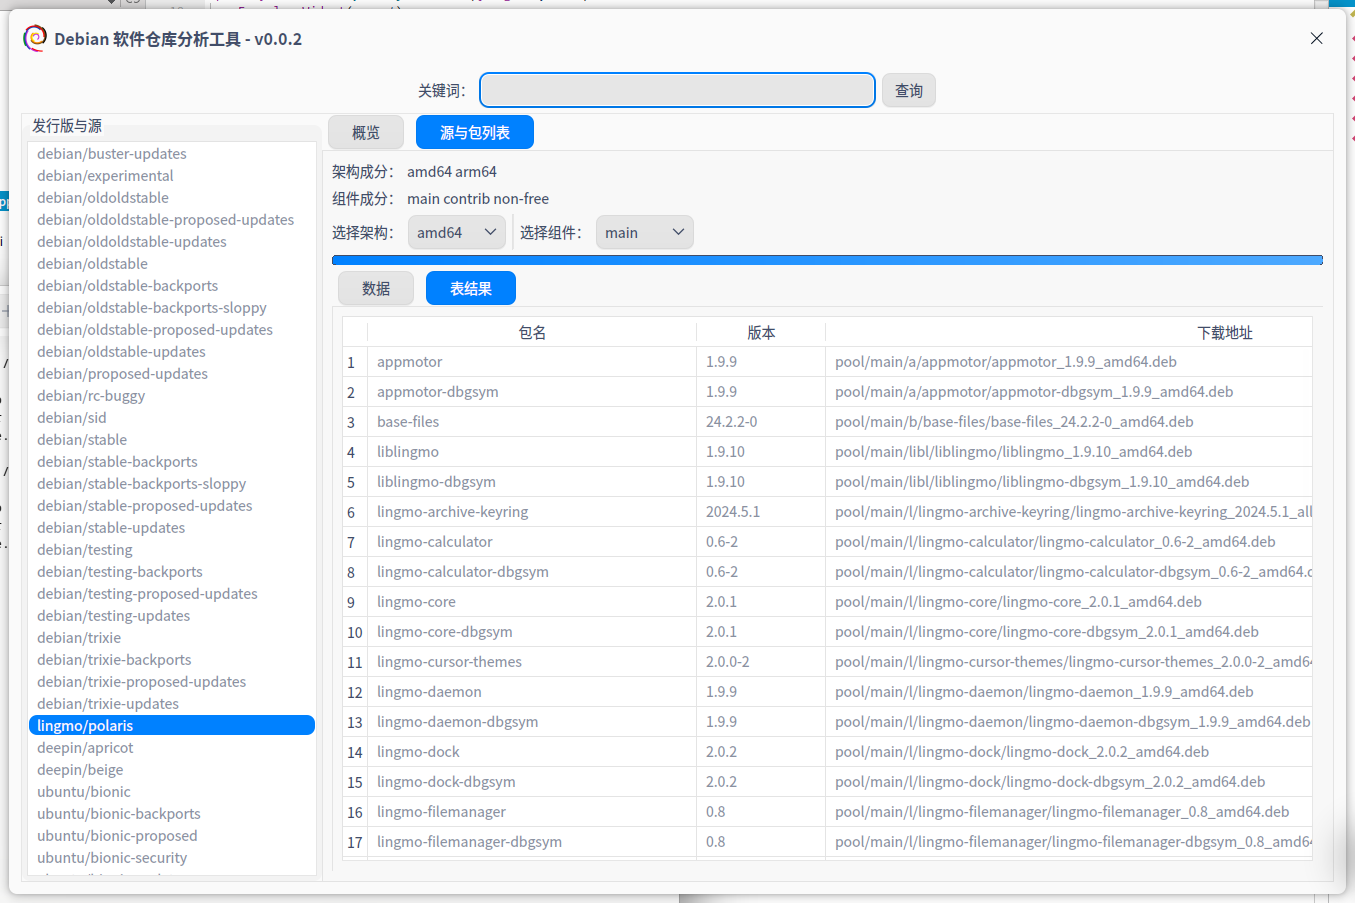 Debian 软件仓库分析工具 - v0.0.2
关键词：
查询
发行版与源
debian/buster-updates
debian/experimental
debian/oldoldstable
debian/oldoldstable-proposed-updates
debian/oldoldstable-updates
debian/oldstable
debian/oldstable-backports
debian/oldstable-backports-sloppy
debian/oldstable-proposed-updates
debian/oldstable-updates
debian/proposed-updates
debian/rc-buggy
debian/sid
debian/stable
debian/stable-backports
debian/stable-backports-sloppy
debian/stable-proposed-updates
debian/stable-updates
debian/testing
debian/testing-backports
debian/testing-proposed-updates
debian/testing-updates
debian/trixie
debian/trixie-backports
debian/trixie-proposed-updates
debian/trixie-updates
lingmo/polaris
deepin/apricot
deepin/beige
ubuntu/bionic
ubuntu/bionic-backports
ubuntu/bionic-proposed
ubuntu/bionic-security
概览 源与包列表
架构成分： amd64 arm64
组件成分： main contrib non-free
选择架构： amd64 选择组件： main
数据 表结果
包名 版本 下载地址
1 appmotor 1.9.9 pool/main/a/appmotor/appmotor_1.9.9_amd64.deb
2 appmotor-dbgsym 1.9.9 pool/main/a/appmotor/appmotor-dbgsym_1.9.9_amd64.deb
3 base-files 24.2.2-0 pool/main/b/base-files/base-files_24.2.2-0_amd64.deb
4 liblingmo 1.9.10 pool/main/libl/liblingmo/liblingmo_1.9.10_amd64.deb
5 liblingmo-dbgsym 1.9.10 pool/main/libl/liblingmo/liblingmo-dbgsym_1.9.10_amd64.deb
6 lingmo-archive-keyring 2024.5.1 pool/main/l/lingmo-archive-keyring/lingmo-archive-keyring_2024.5.1_all
7 lingmo-calculator 0.6-2 pool/main/l/lingmo-calculator/lingmo-calculator_0.6-2_amd64.deb
8 lingmo-calculator-dbgsym 0.6-2 pool/main/l/lingmo-calculator/lingmo-calculator-dbgsym_0.6-2_amd64.d
9 lingmo-core 2.0.1 pool/main/l/lingmo-core/lingmo-core_2.0.1_amd64.deb
10 lingmo-core-dbgsym 2.0.1 pool/main/l/lingmo-core/lingmo-core-dbgsym_2.0.1_amd64.deb
11 lingmo-cursor-themes 2.0.0-2 pool/main/l/lingmo-cursor-themes/lingmo-cursor-themes_2.0.0-2_amd64
12 lingmo-daemon 1.9.9 pool/main/l/lingmo-daemon/lingmo-daemon_1.9.9_amd64.deb
13 lingmo-daemon-dbgsym 1.9.9 pool/main/l/lingmo-daemon/lingmo-daemon-dbgsym_1.9.9_amd64.deb
14 lingmo-dock 2.0.2 pool/main/l/lingmo-dock/lingmo-dock_2.0.2_amd64.deb
15 lingmo-dock-dbgsym 2.0.2 pool/main/l/lingmo-dock/lingmo-dock-dbgsym_2.0.2_amd64.deb
16 lingmo-filemanager 0.8 pool/main/l/lingmo-filemanager/lingmo-filemanager_0.8_amd64.deb
17 lingmo-filemanager-dbgsym 0.8 pool/main/l/lingmo-filemanager/lingmo-filemanager-dbgsym_0.8_amd64